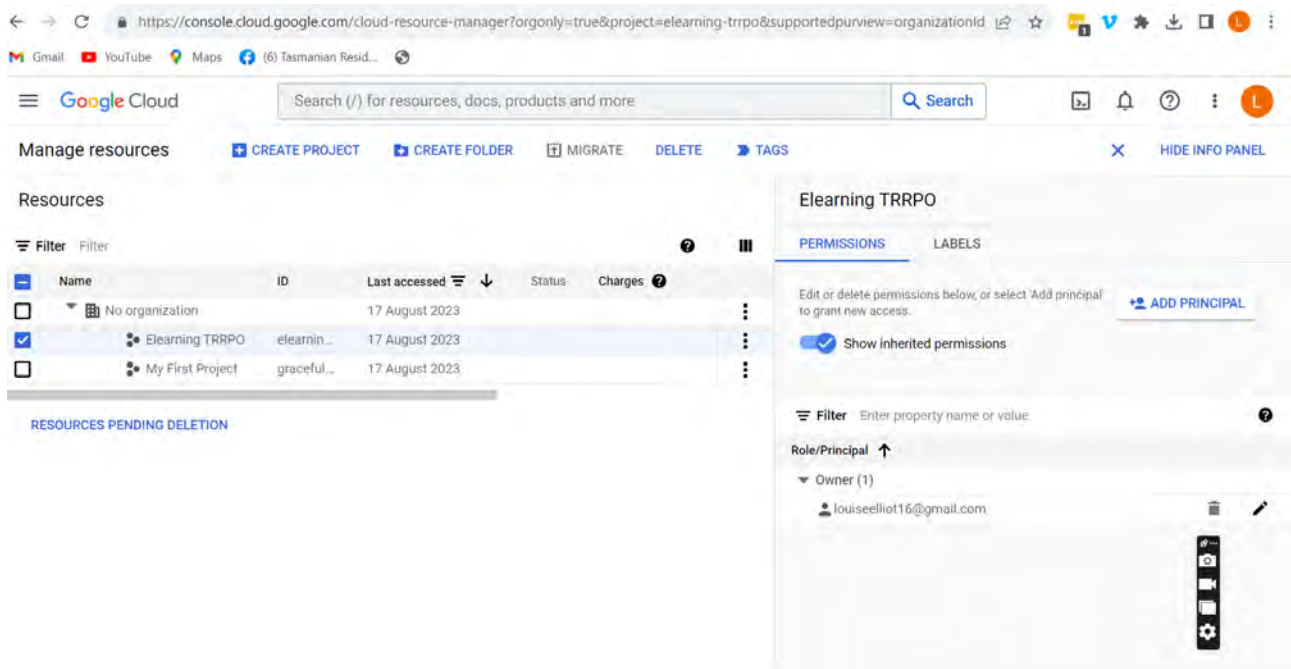 https://console.cloud.google.com/cloud-resource-manager?orgonly=true&project=elearning-trrpo&supportedpurview=organizationId
1
L
Gmail YouTube Maps (6) Tasmanian Resid...
Google Cloud Search (/) for resources, docs, products and more Search L
Manage resources CREATE PROJECT CREATE FOLDER MIGRATE DELETE TAGS HIDE INFO PANEL
Resources
Filter Filter
Name ID Last accessed Status Charges
No organization 17 August 2023
Elearning TRRPO elearnin... 17 August 2023
My First Project graceful... 17 August 2023
RESOURCES PENDING DELETION
Elearning TRRPO
PERMISSIONS LABELS
Edit or delete permissions below, or select 'Add principal'
to grant new access.
ADD PRINCIPAL
Show inherited permissions
Filter Enter property name or value
Role/Principal
Owner (1)
louiseelliot16@gmail.com